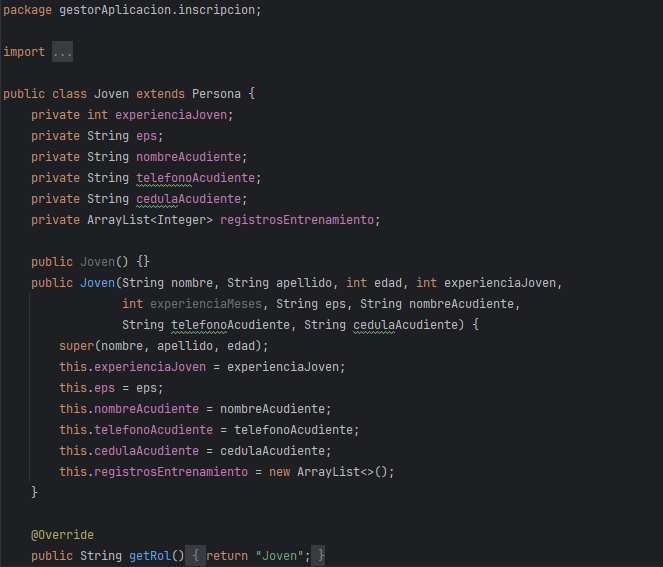 package gestorAplicacion.inscripcion;
import ...
public class Joven extends Persona {
private int experienciaJoven;
private String eps;
private String nombreAcudiente;
private String telefonoAcudiente;
private String cedulaAcudiente;
private ArrayList<Integer> registrosEntrenamiento;
public Joven() {}
public Joven(String nombre, String apellido, int edad, int experienciaJoven,
int experienciaMeses, String eps, String nombreAcudiente,
String telefonoAcudiente, String cedulaAcudiente) {
super(nombre, apellido, edad);
this.experienciaJoven = experienciaJoven;
this.eps = eps;
this.nombreAcudiente = nombreAcudiente;
this.telefonoAcudiente = telefonoAcudiente;
this.cedulaAcudiente = cedulaAcudiente;
this.registrosEntrenamiento = new ArrayList<>();
}
@Override
public String getRol() { return "Joven"; }